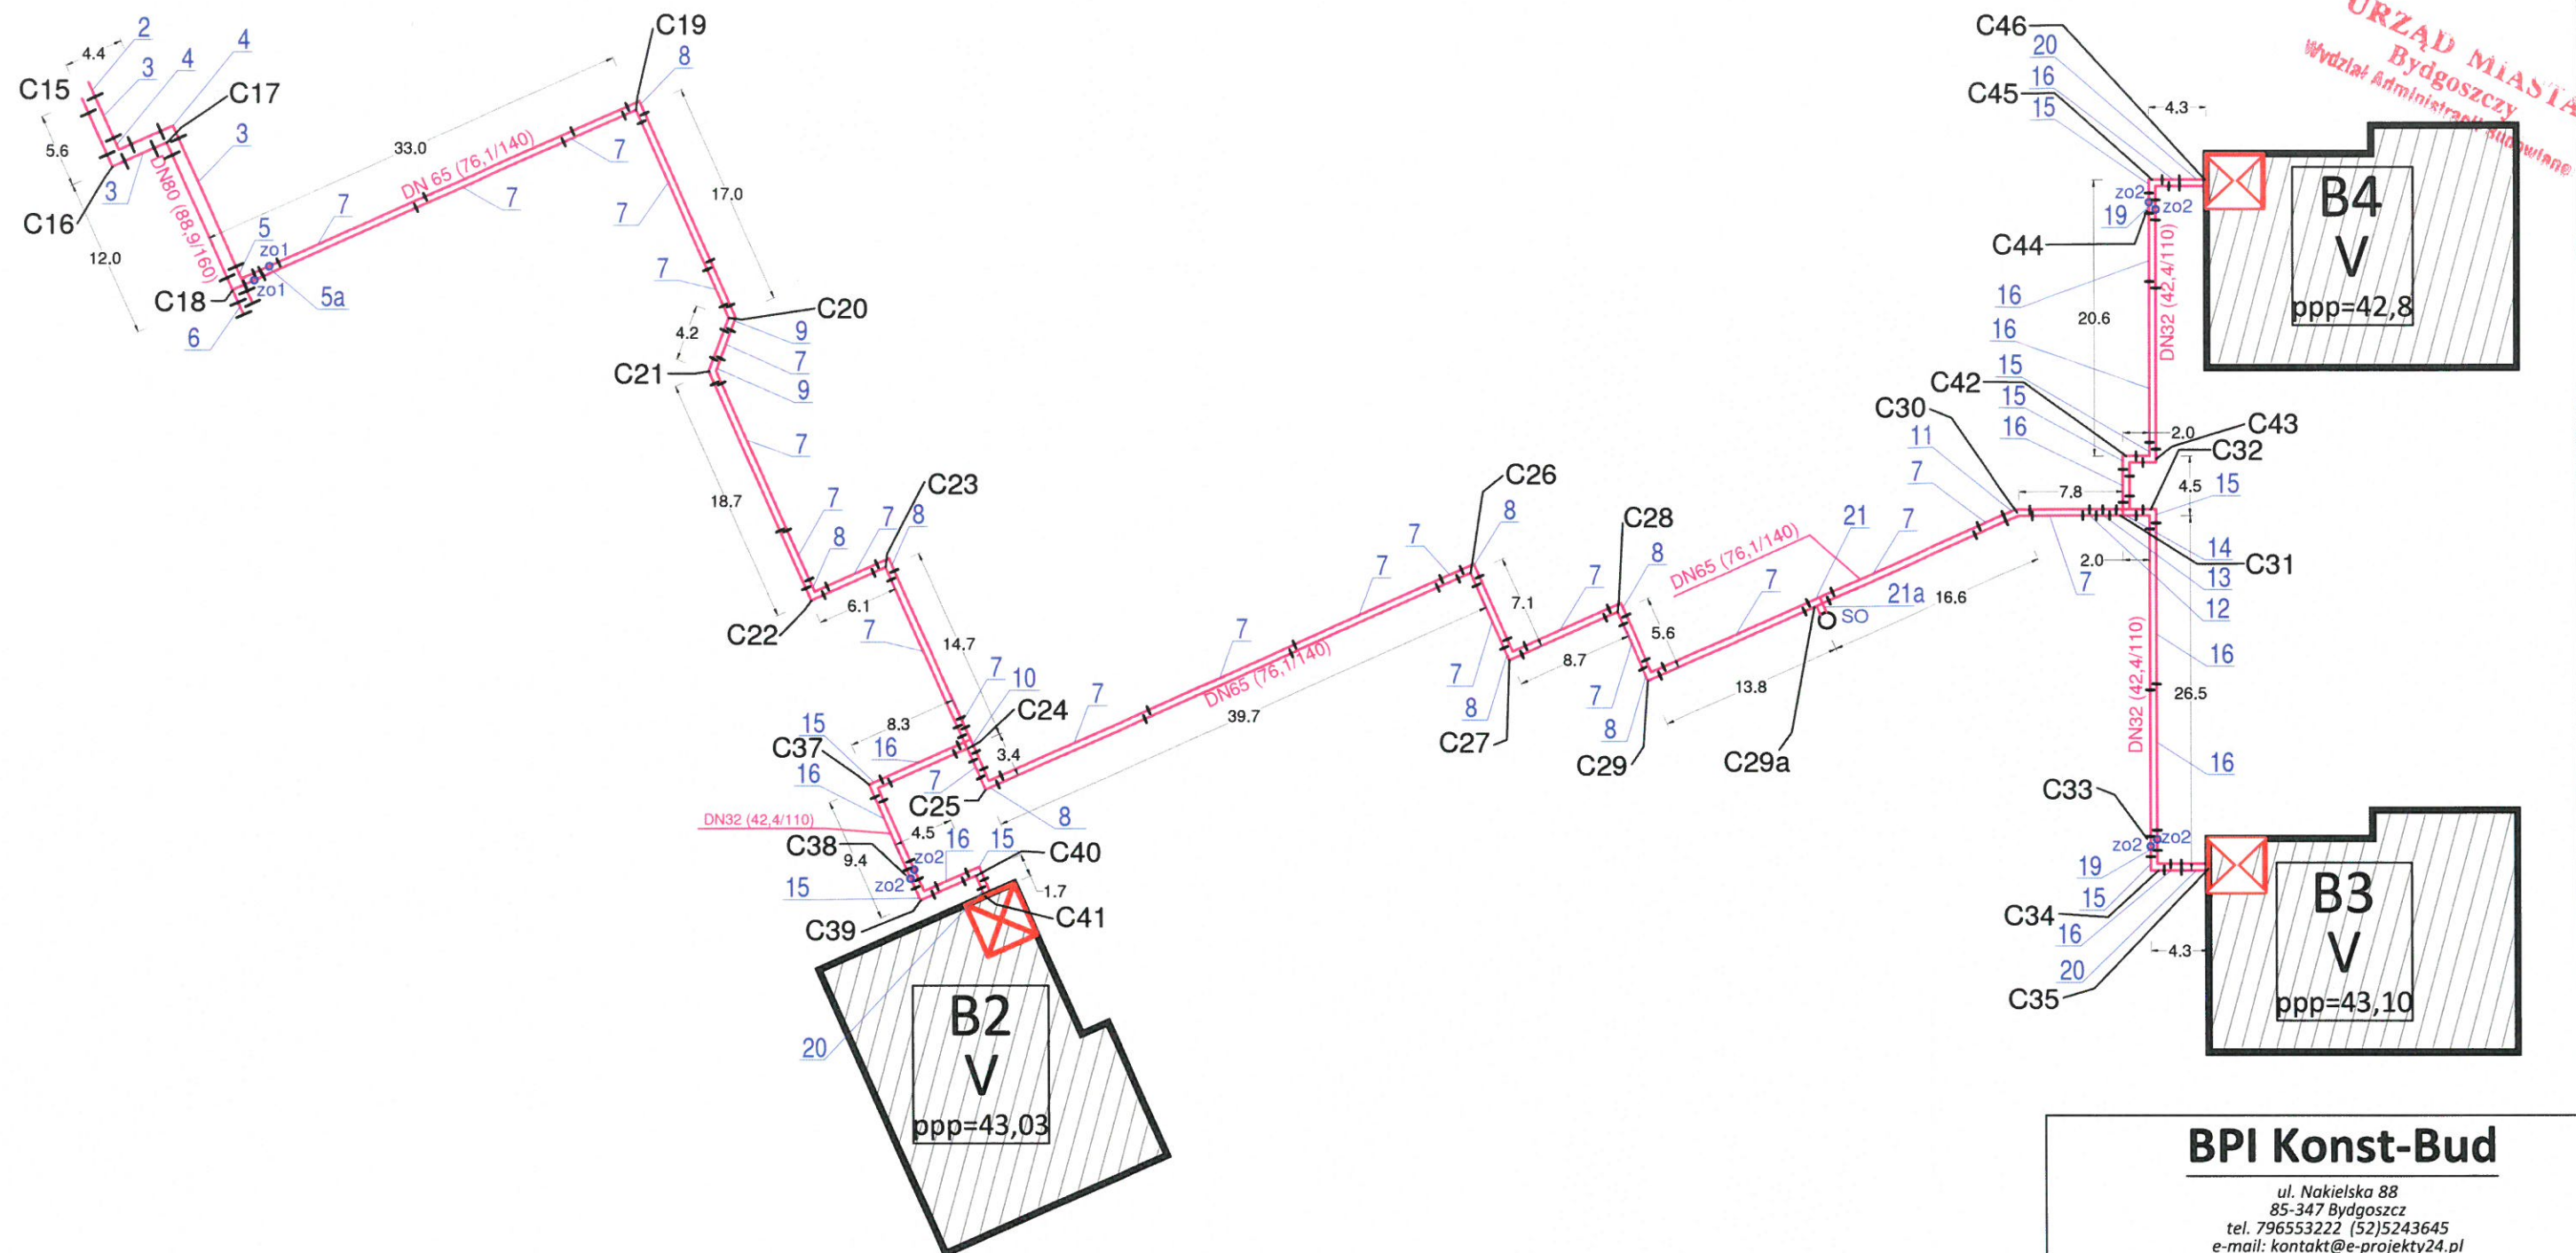 C15
4.4
2
3
4
4
C17
3
5.6
3
C16
12.0
DN80 (88,9/160)
5
zo1
zo1
C18
5a
6
7
33.0
DN 65 (76,1/140)
7
7
C19
8
17.0
7
7
C20
4.2
9
7
C21
9
7
18.7
7
7
8
8
C23
6.1
C22
7
14.7
7
10
C24
8.3
15
C37
16
16
3.4
7
C25
8
DN32 (42,4/110)
4.5
C38
9.4
zo2
zo2
16
15
C40
15
1.7
C39
C41
20
B2
V
ppp=43,03
7
7
DN65 (76,1/140)
39.7
7
7
C26
8
7.1
7
8
C27
7
8.7
C28
8
5.6
7
8
C29
DN65 (76,1/140)
7
13.8
C29a
21
7
21a
SO
16.6
7
11
C30
7.8
7
2.0
C46
20
16
C45
15
4.3
zo2
19
zo2
C44
DN32 (42,4/110)
16
20.6
16
15
C42
15
16
2.0
C43
C32
4.5
15
14
C31
13
12
16
DN32 (42,4/110)
26.5
16
C33
zo2
zo2
19
15
C34
16
4.3
20
C35
B4
V
ppp=42,8
B3
V
ppp=43,10
URZĄD MIASTA
Bydgoszczy
Wydział Administracji Budowlanej
BPI Konst-Bud
ul. Nakielska 88
85-347 Bydgoszcz
tel. 796553222 (52)5243645
e-mail: kontakt@e-projekty24.pl